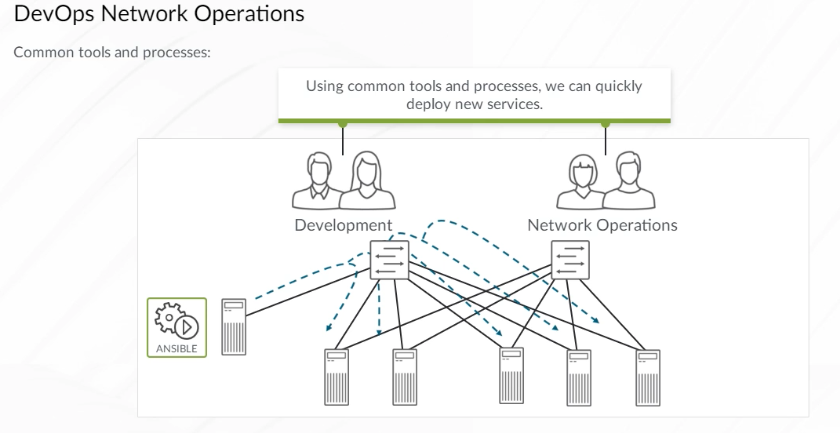 DevOps Network Operations
Common tools and processes:
Using common tools and processes, we can quickly
deploy new services.
Development
Network Operations
ANSIBLE